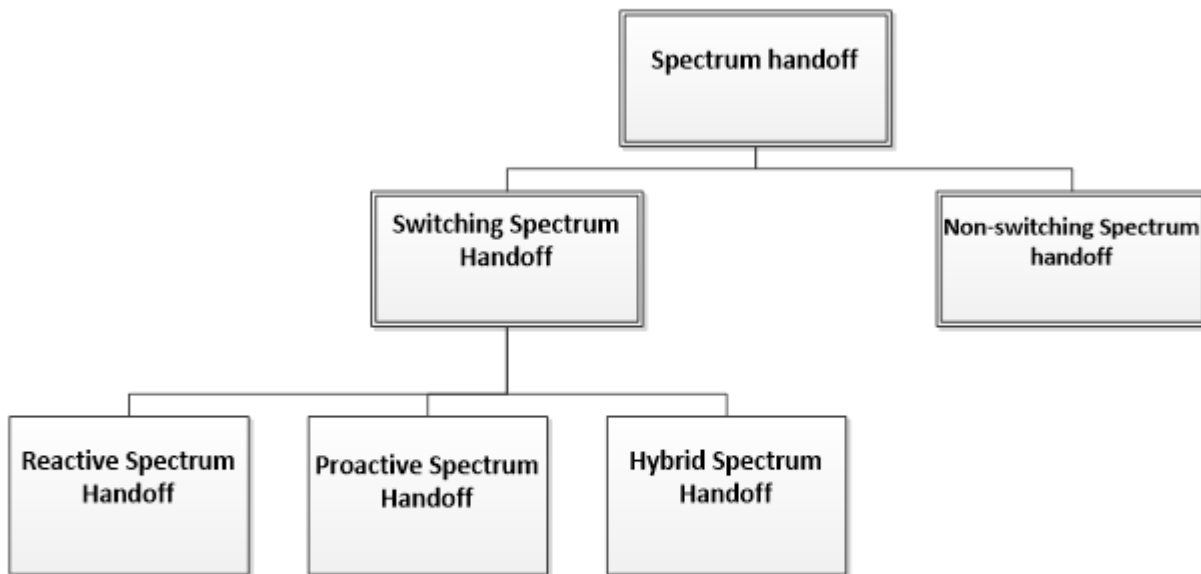 Spectrum handoff
Switching Spectrum
Handoff
Non-switching Spectrum
handoff
Reactive Spectrum
Handoff
Proactive Spectrum
Handoff
Hybrid Spectrum
Handoff